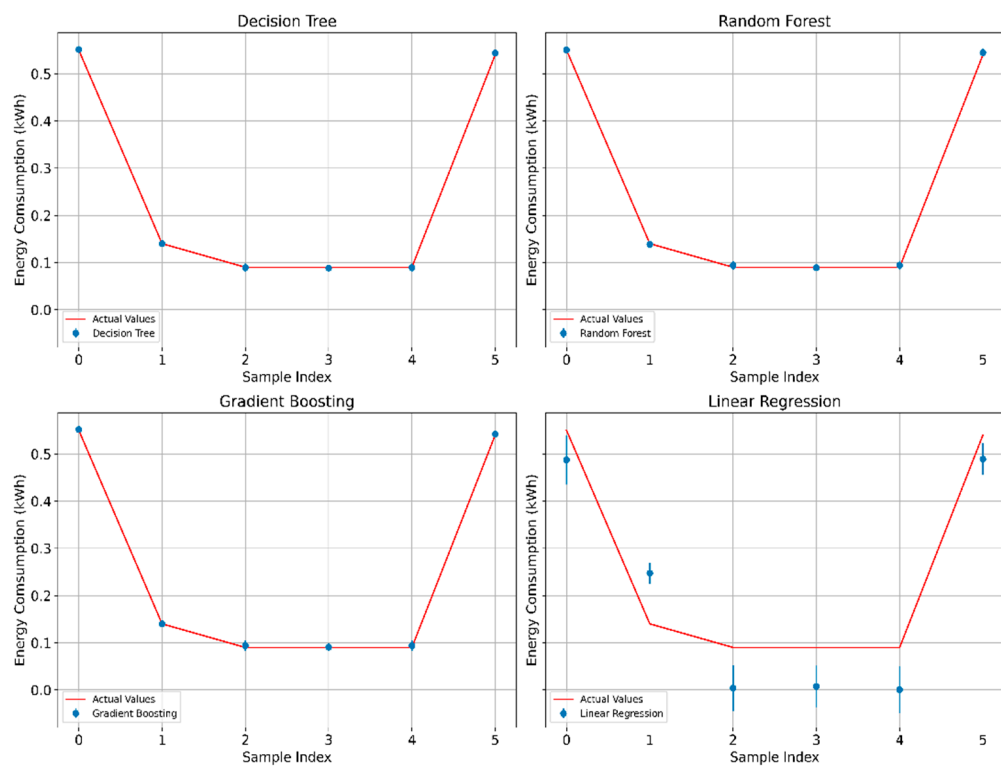 Decision Tree
Energy Comsumption (kWh)
0.5
0.4
0.3
0.2
0.1
0.0
Actual Values
Decision Tree
0 1 2 3 4 5
Sample Index
Random Forest
Energy Comsumption (kWh)
Actual Values
Random Forest
0 1 2 3 4 5
Sample Index
Gradient Boosting
Energy Comsumption (kWh)
0.5
0.4
0.3
0.2
0.1
0.0
Actual Values
Gradient Boosting
0 1 2 3 4 5
Sample Index
Linear Regression
Energy Comsumption (kWh)
Actual Values
Linear Regression
0 1 2 3 4 5
Sample Index